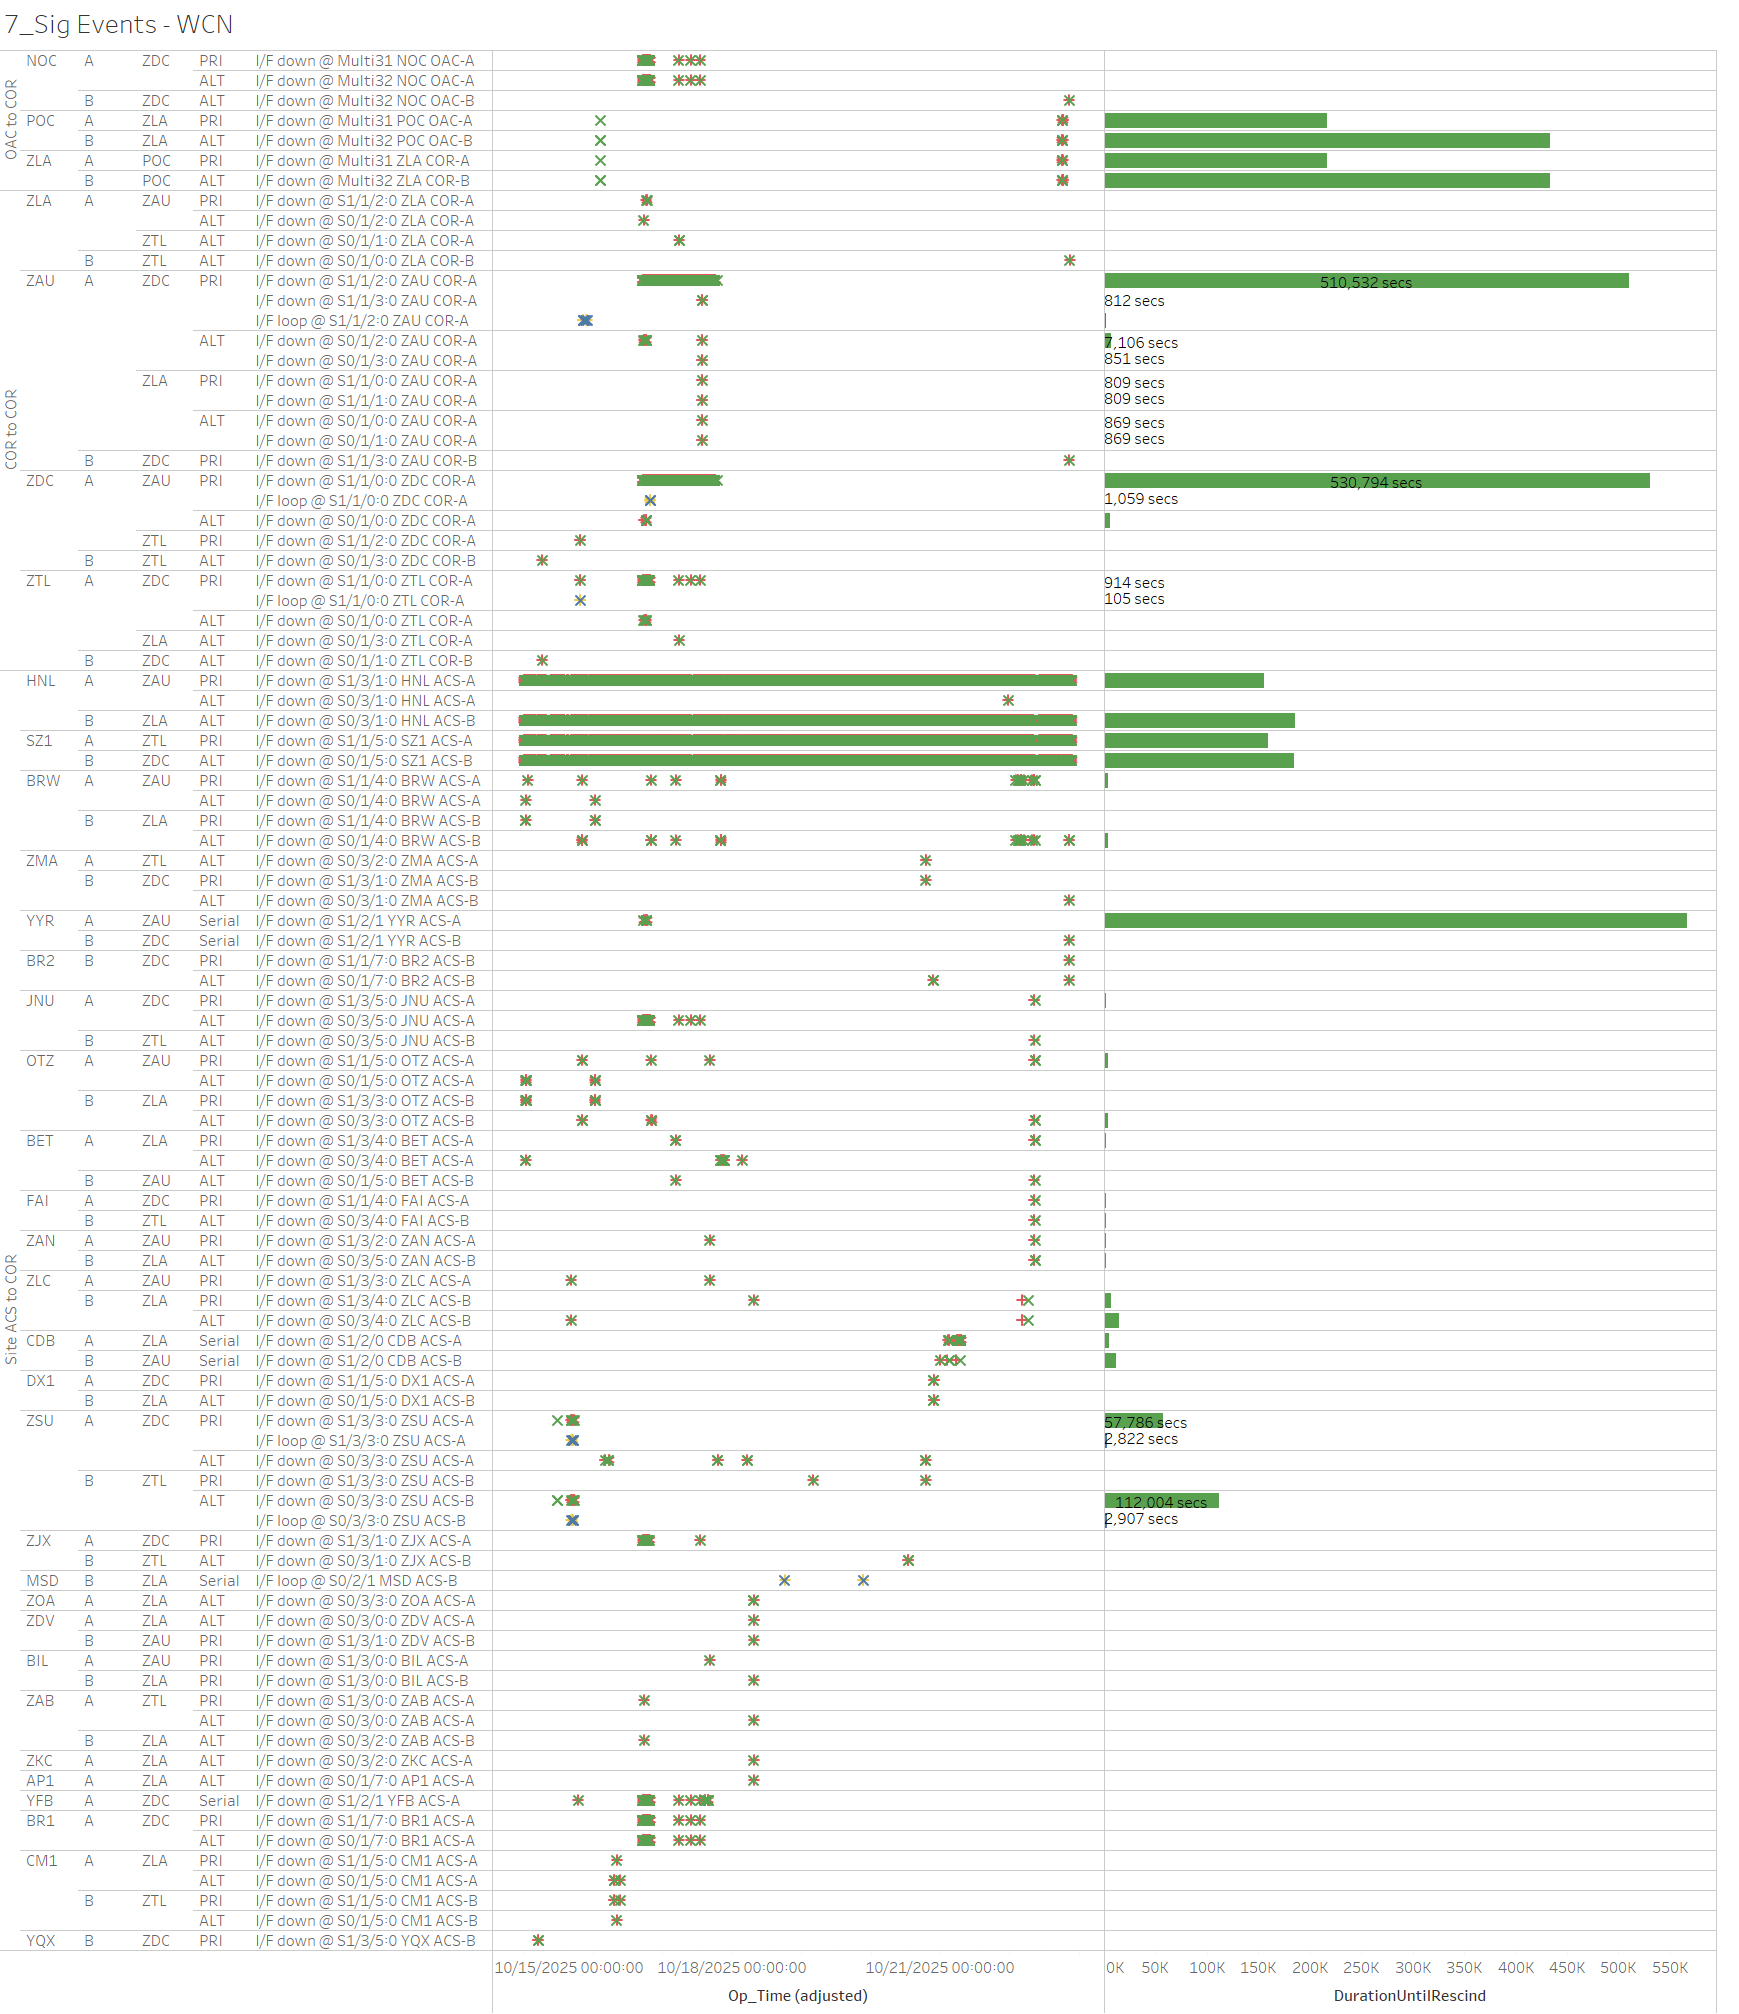 7_Sig Events - WCN
OAC to COR
NOC A ZDC PRI I/F down @ Multi31 NOC OAC-A
ALT I/F down @ Multi32 NOC OAC-A
B ZDC ALT I/F down @ Multi32 NOC OAC-B
POC A ZLA PRI I/F down @ Multi31 POC OAC-A
B ZLA ALT I/F down @ Multi32 POC OAC-B
ZLA A POC PRI I/F down @ Multi31 ZLA COR-A
B POC ALT I/F down @ Multi32 ZLA COR-B
COR to COR
ZLA A ZAU PRI I/F down @ S1/1/2:0 ZLA COR-A
ALT I/F down @ S0/1/2:0 ZLA COR-A
ZTL ALT I/F down @ S0/1/1:0 ZLA COR-A
B ZTL ALT I/F down @ S0/1/0:0 ZLA COR-B
ZAU A ZDC PRI I/F down @ S1/1/2:0 ZAU COR-A 510,532 secs
I/F down @ S1/1/3:0 ZAU COR-A 812 secs
I/F loop @ S1/1/2:0 ZAU COR-A
ALT I/F down @ S0/1/2:0 ZAU COR-A 7,106 secs
I/F down @ S0/1/3:0 ZAU COR-A 851 secs
ZLA PRI I/F down @ S1/1/0:0 ZAU COR-A 809 secs
I/F down @ S1/1/1:0 ZAU COR-A 809 secs
ALT I/F down @ S0/1/0:0 ZAU COR-A 869 secs
I/F down @ S0/1/1:0 ZAU COR-A 869 secs
B ZDC PRI I/F down @ S1/1/3:0 ZAU COR-B
ZDC A ZAU PRI I/F down @ S1/1/0:0 ZDC COR-A 530,794 secs
I/F loop @ S1/1/0:0 ZDC COR-A 1,059 secs
ALT I/F down @ S0/1/0:0 ZDC COR-A
ZTL PRI I/F down @ S1/1/2:0 ZDC COR-A
B ZTL ALT I/F down @ S0/1/3:0 ZDC COR-B
ZTL A ZDC PRI I/F down @ S1/1/0:0 ZTL COR-A 914 secs
I/F loop @ S1/1/0:0 ZTL COR-A 105 secs
ALT I/F down @ S0/1/0:0 ZTL COR-A
ZLA ALT I/F down @ S0/1/3:0 ZTL COR-A
B ZDC ALT I/F down @ S0/1/1:0 ZTL COR-B
Site ACS to COR
HNL A ZAU PRI I/F down @ S1/3/1:0 HNL ACS-A
ALT I/F down @ S0/3/1:0 HNL ACS-A
B ZLA ALT I/F down @ S0/3/1:0 HNL ACS-B
SZ1 A ZTL PRI I/F down @ S1/1/5:0 SZ1 ACS-A
B ZDC ALT I/F down @ S0/1/5:0 SZ1 ACS-B
BRW A ZAU PRI I/F down @ S1/1/4:0 BRW ACS-A
ALT I/F down @ S0/1/4:0 BRW ACS-A
B ZLA PRI I/F down @ S1/1/4:0 BRW ACS-B
ALT I/F down @ S0/1/4:0 BRW ACS-B
ZMA A ZTL ALT I/F down @ S0/3/2:0 ZMA ACS-A
B ZDC PRI I/F down @ S1/3/1:0 ZMA ACS-B
ALT I/F down @ S0/3/1:0 ZMA ACS-B
YYR A ZAU Serial I/F down @ S1/2/1 YYR ACS-A
B ZDC Serial I/F down @ S1/2/1 YYR ACS-B
BR2 B ZDC PRI I/F down @ S1/1/7:0 BR2 ACS-B
ALT I/F down @ S0/1/7:0 BR2 ACS-B
JNU A ZDC PRI I/F down @ S1/3/5:0 JNU ACS-A
ALT I/F down @ S0/3/5:0 JNU ACS-A
B ZTL ALT I/F down @ S0/3/5:0 JNU ACS-B
OTZ A ZAU PRI I/F down @ S1/1/5:0 OTZ ACS-A
ALT I/F down @ S0/1/5:0 OTZ ACS-A
B ZLA PRI I/F down @ S1/3/3:0 OTZ ACS-B
ALT I/F down @ S0/3/3:0 OTZ ACS-B
BET A ZLA PRI I/F down @ S1/3/4:0 BET ACS-A
ALT I/F down @ S0/3/4:0 BET ACS-A
B ZAU ALT I/F down @ S0/1/5:0 BET ACS-B
FAI A ZDC PRI I/F down @ S1/1/4:0 FAI ACS-A
B ZTL ALT I/F down @ S0/3/4:0 FAI ACS-B
ZAN A ZAU PRI I/F down @ S1/3/2:0 ZAN ACS-A
B ZLA ALT I/F down @ S0/3/5:0 ZAN ACS-B
ZLC A ZAU PRI I/F down @ S1/3/3:0 ZLC ACS-A
B ZLA PRI I/F down @ S1/3/4:0 ZLC ACS-B
ALT I/F down @ S0/3/4:0 ZLC ACS-B
CDB A ZLA Serial I/F down @ S1/2/0 CDB ACS-A
B ZAU Serial I/F down @ S1/2/0 CDB ACS-B
DX1 A ZDC PRI I/F down @ S1/1/5:0 DX1 ACS-A
B ZLA ALT I/F down @ S0/1/5:0 DX1 ACS-B
ZSU A ZDC PRI I/F down @ S1/3/3:0 ZSU ACS-A 57,786 secs
I/F loop @ S1/3/3:0 ZSU ACS-A 2,822 secs
ALT I/F down @ S0/3/3:0 ZSU ACS-A
B ZTL PRI I/F down @ S1/3/3:0 ZSU ACS-B
ALT I/F down @ S0/3/3:0 ZSU ACS-B 112,004 secs
I/F loop @ S0/3/3:0 ZSU ACS-B 2,907 secs
ZJX A ZDC PRI I/F down @ S1/3/1:0 ZJX ACS-A
B ZTL ALT I/F down @ S0/3/1:0 ZJX ACS-B
MSD B ZLA Serial I/F loop @ S0/2/1 MSD ACS-B
ZOA A ZLA ALT I/F down @ S0/3/3:0 ZOA ACS-A
ZDV A ZLA ALT I/F down @ S0/3/0:0 ZDV ACS-A
B ZAU PRI I/F down @ S1/3/1:0 ZDV ACS-B
BIL A ZAU PRI I/F down @ S1/3/0:0 BIL ACS-A
B ZLA PRI I/F down @ S1/3/0:0 BIL ACS-B
ZAB A ZTL PRI I/F down @ S1/3/0:0 ZAB ACS-A
ALT I/F down @ S0/3/0:0 ZAB ACS-A
B ZLA ALT I/F down @ S0/3/2:0 ZAB ACS-B
ZKC A ZLA ALT I/F down @ S0/3/2:0 ZKC ACS-A
AP1 A ZLA ALT I/F down @ S0/1/7:0 AP1 ACS-A
YFB A ZDC Serial I/F down @ S1/2/1 YFB ACS-A
BR1 A ZDC PRI I/F down @ S1/1/7:0 BR1 ACS-A
ALT I/F down @ S0/1/7:0 BR1 ACS-A
CM1 A ZLA PRI I/F down @ S1/1/5:0 CM1 ACS-A
ALT I/F down @ S0/1/5:0 CM1 ACS-A
B ZTL PRI I/F down @ S1/1/5:0 CM1 ACS-B
ALT I/F down @ S0/1/5:0 CM1 ACS-B
YQX B ZDC PRI I/F down @ S1/3/5:0 YQX ACS-B
10/15/2025 00:00:00 10/18/2025 00:00:00 10/21/2025 00:00:00 0K 50K 100K 150K 200K 250K 300K 350K 400K 450K 500K 550K
Op_Time (adjusted) DurationUntilRescind